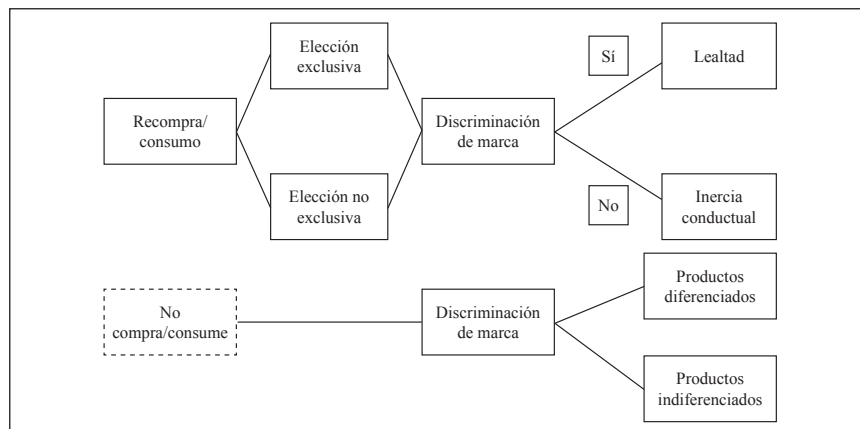 Elección
exclusiva
Sí
Lealtad
Recompra/
consumo
Discriminación
de marca
Elección no
exclusiva
No
Inercia
conductual
Productos
diferenciados
No
compra/consume
Discriminación
de marca
Productos
indiferenciados